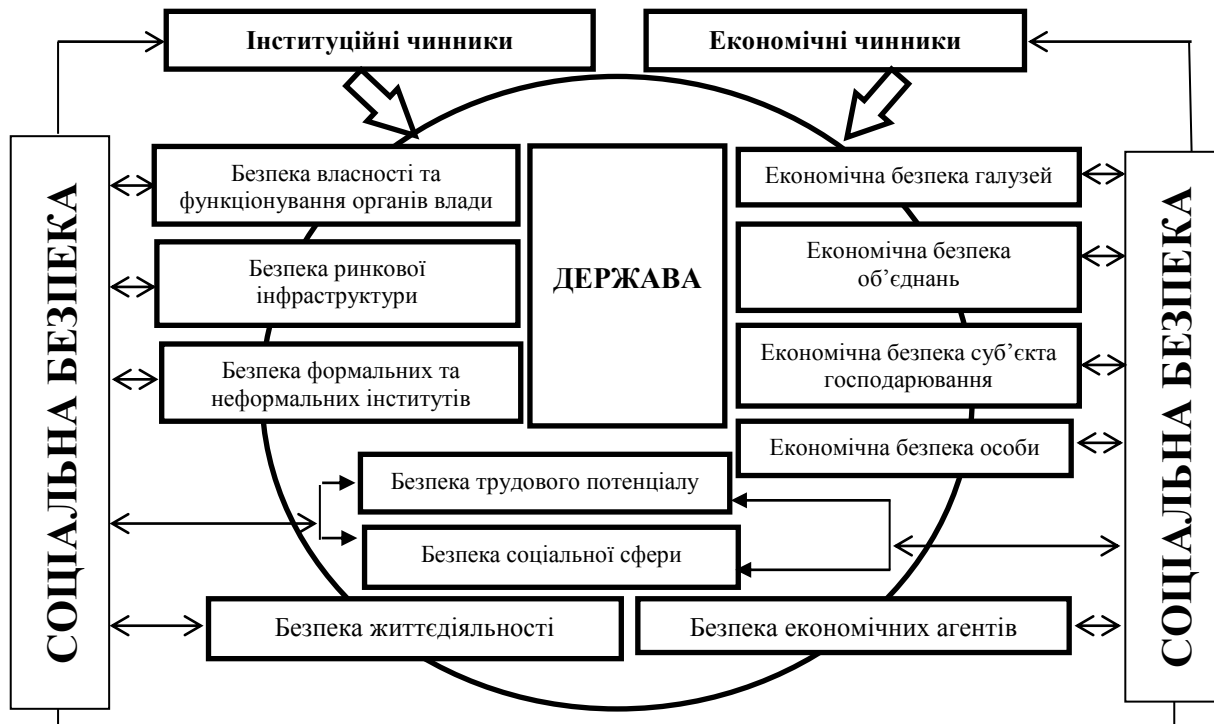 Інституційні чинники
Економічні чинники
СОЦІАЛЬНА БЕЗПЕКА
Безпека власності та
функціонування органів влади
Безпека ринкової
інфраструктури
Безпека формальних та
неформальних інститутів
ДЕРЖАВА
Економічна безпека галузей
Економічна безпека
об’єднань
Економічна безпека суб’єкта
господарювання
Економічна безпека особи
Безпека трудового потенціалу
Безпека соціальної сфери
Безпека життєдіяльності
Безпека економічних агентів
СОЦІАЛЬНА БЕЗПЕКА